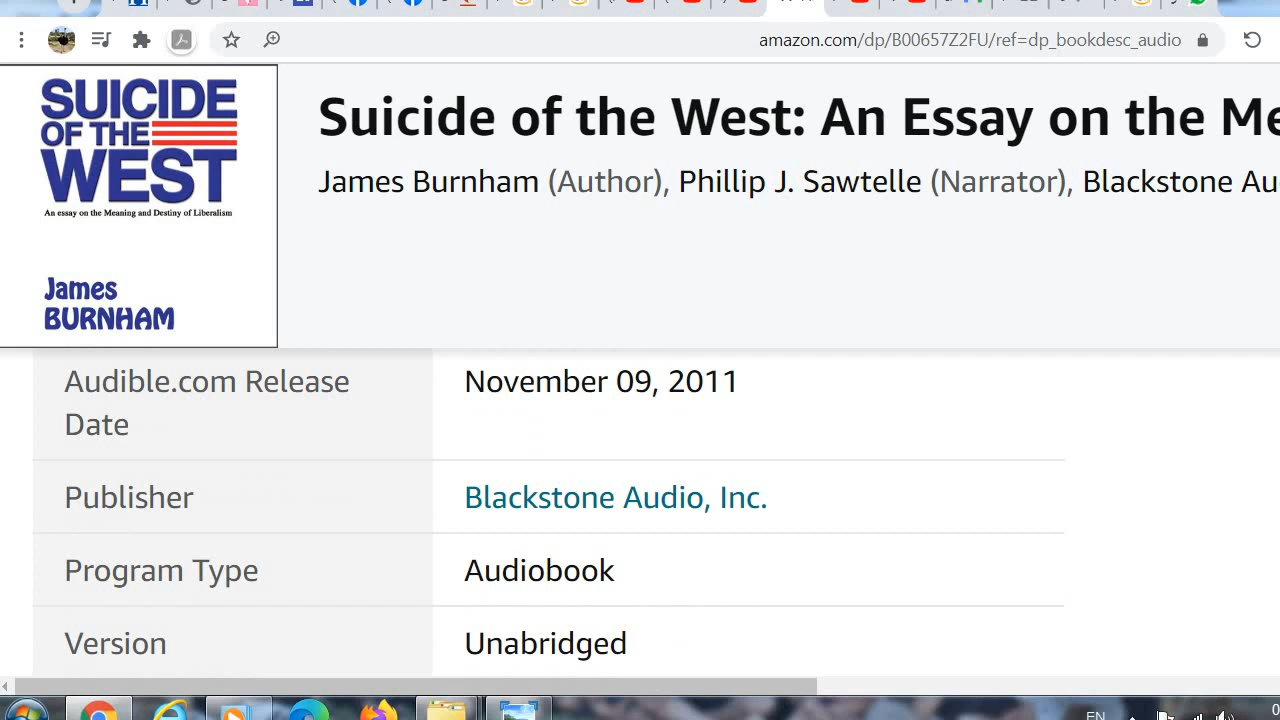 amazon.com/dp/B00657Z2FU/ref=dp_bookdesc_audio
SUICIDE
OF THE
WEST
An essay on the Meaning and Destiny of Liberalism
James
BURNHAM
Suicide of the West: An Essay on the Me
James Burnham (Author), Phillip J. Sawtelle (Narrator), Blackstone Au
Audible.com Release
Date
November 09, 2011
Publisher
Blackstone Audio, Inc.
Program Type
Audiobook
Version
Unabridged
EN